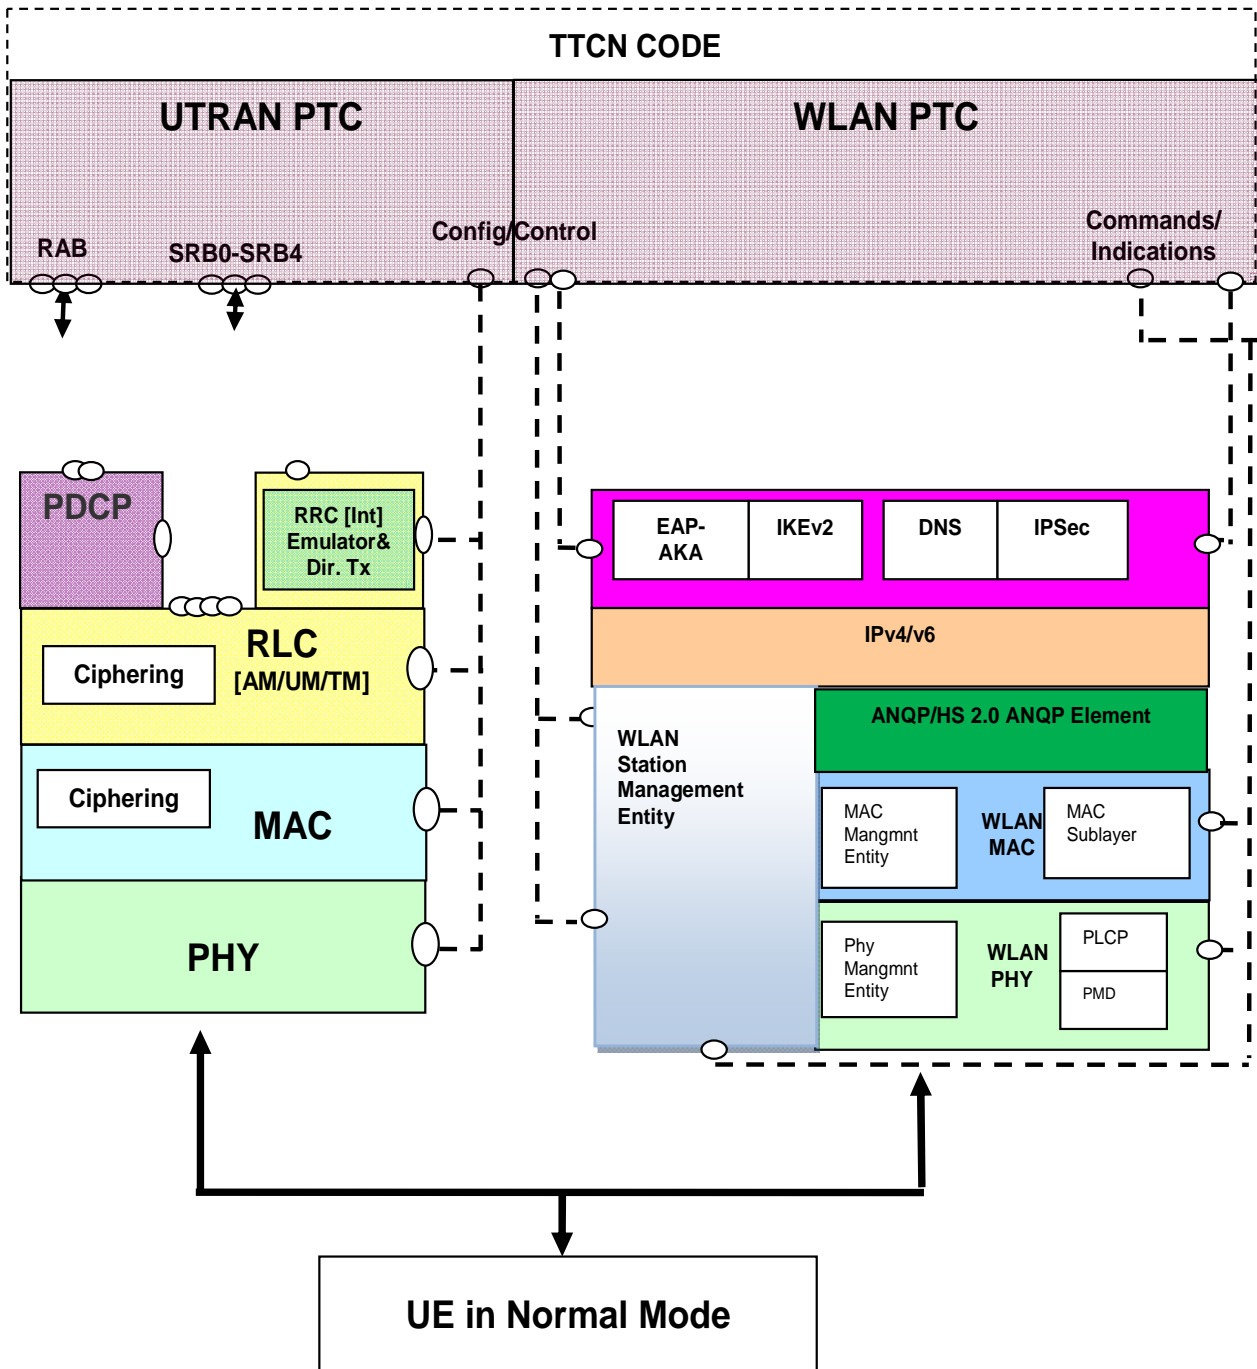 TTCN CODE
UTRAN PTC
WLAN PTC
RAB
SRB0-SRB4
Config/Control
Commands/
Indications
PDCP
RRC [Int]
Emulator&
Dir. Tx
RLC
[AM/UM/TM]
Ciphering
Ciphering
MAC
PHY
EAP-
AKA
IKEv2
DNS
IPSec
IPv4/v6
WLAN
Station
Management
Entity
ANQP/HS 2.0 ANQP Element
MAC
Mangmnt
Entity
WLAN
MAC
MAC
Sublayer
Phy
Mangmnt
Entity
WLAN
PHY
PLCP
PMD
UE in Normal Mode